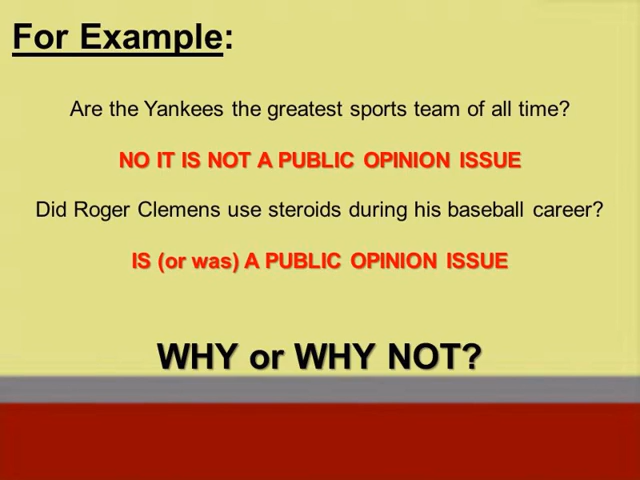 For Example:
Are the Yankees the greatest sports team of all time?
NO IT IS NOT A PUBLIC OPINION ISSUE
Did Roger Clemens use steroids during his baseball career?
IS (or was) A PUBLIC OPINION ISSUE
WHY or WHY NOT?